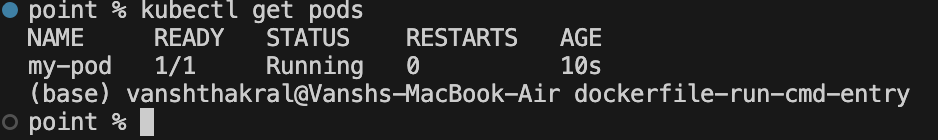 point % kubectl get pods
NAME     READY   STATUS    RESTARTS   AGE
my-pod   1/1     Running   0          10s
(base) vanshthakral@Vanshs-MacBook-Air dockerfile-run-cmd-entry
point %